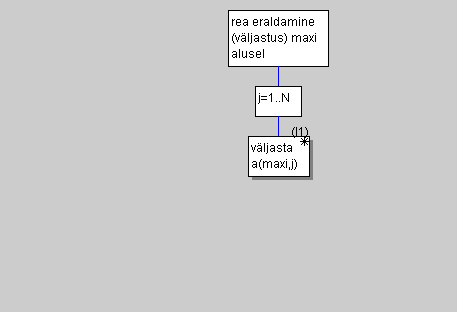 rea eraldamine
(väljastus) maxi
alusel
j=1..N
(I1)
*
väljasta
a(maxi,j)